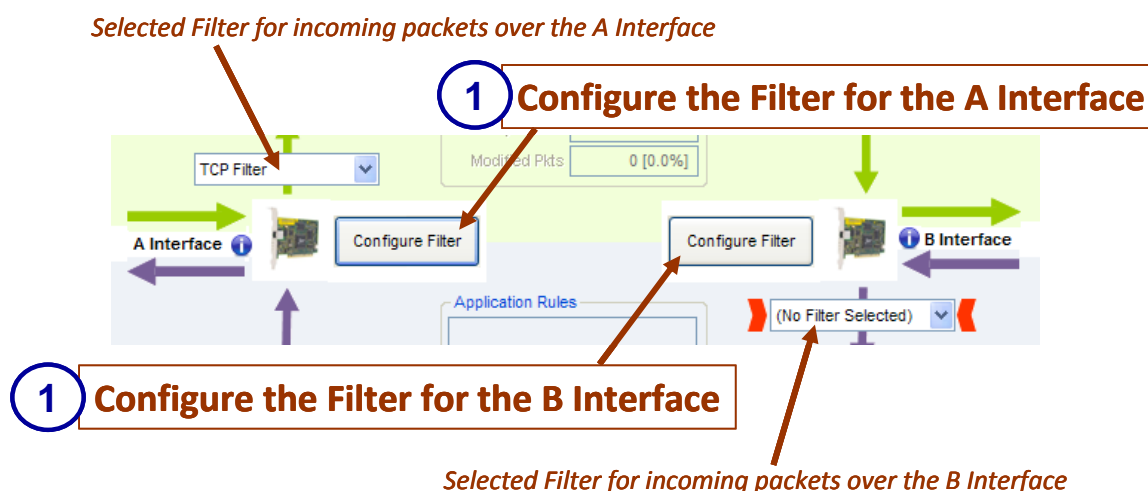 Selected Filter for incoming packets over the A Interface
1 Configure the Filter for the A Interface
Modified Pkts 0 [0.0%]
TCP Filter
A Interface
Configure Filter
Configure Filter
B Interface
Application Rules
(No Filter Selected)
1 Configure the Filter for the B Interface
Selected Filter for incoming packets over the B Interface